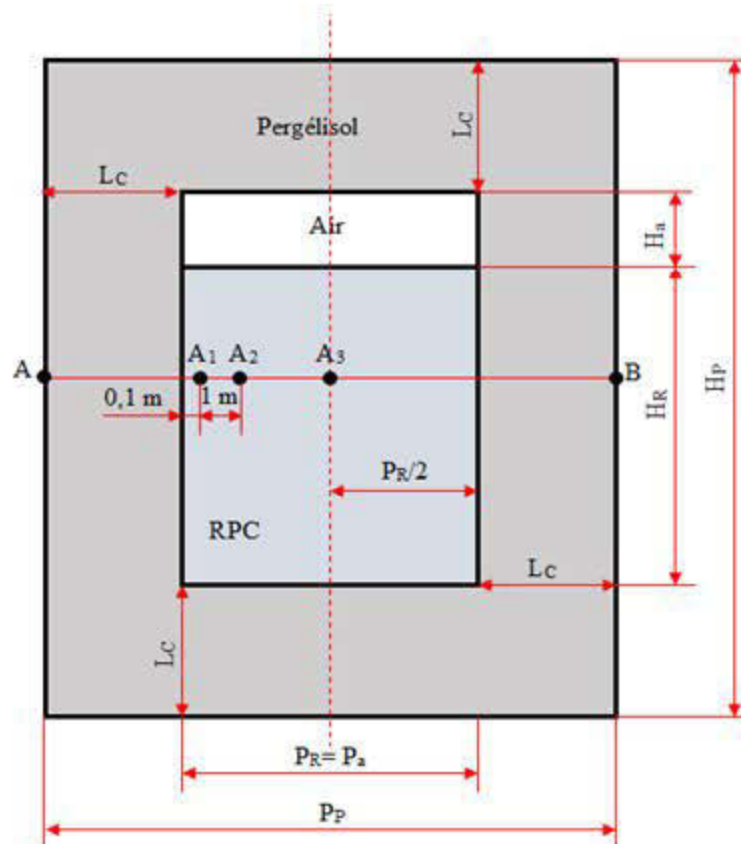 Pergélisol
LC
LC
Air
Ha
A
A1
A2
A3
B
0,1 m
1 m
HR
HP
PR/2
RPC
LC
LC
PR= Pa
PP